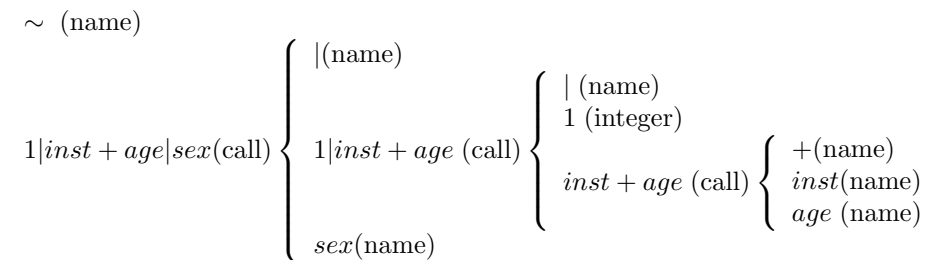 ∼ (name)
|(name)
| (name)
1 (integer)
1|inst + age|sex(call)
1|inst + age (call)
+(name)
inst + age (call)
inst(name)
age (name)
sex(name)